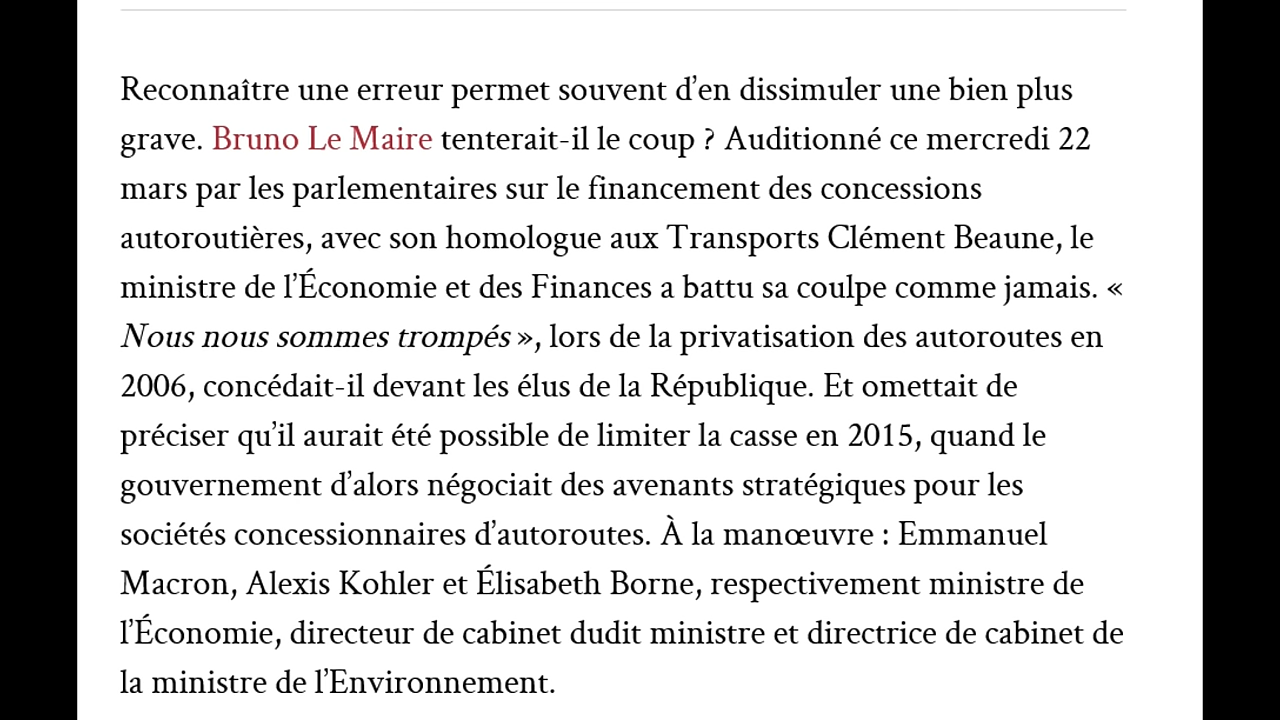 Reconnaître une erreur permet souvent d’en dissimuler une bien plus
grave. Bruno Le Maire tenterait-il le coup ? Auditionné ce mercredi 22
mars par les parlementaires sur le financement des concessions
autoroutières, avec son homologue aux Transports Clément Beaune, le
ministre de l’Économie et des Finances a battu sa coulpe comme jamais. «
Nous nous sommes trompés », lors de la privatisation des autoroutes en
2006, concédait-il devant les élus de la République. Et omettait de
préciser qu’il aurait été possible de limiter la casse en 2015, quand le
gouvernement d’alors négociait des avenants stratégiques pour les
sociétés concessionnaires d’autoroutes. À la manœuvre : Emmanuel
Macron, Alexis Kohler et Élisabeth Borne, respectivement ministre de
l’Économie, directeur de cabinet dudit ministre et directrice de cabinet de
la ministre de l’Environnement.